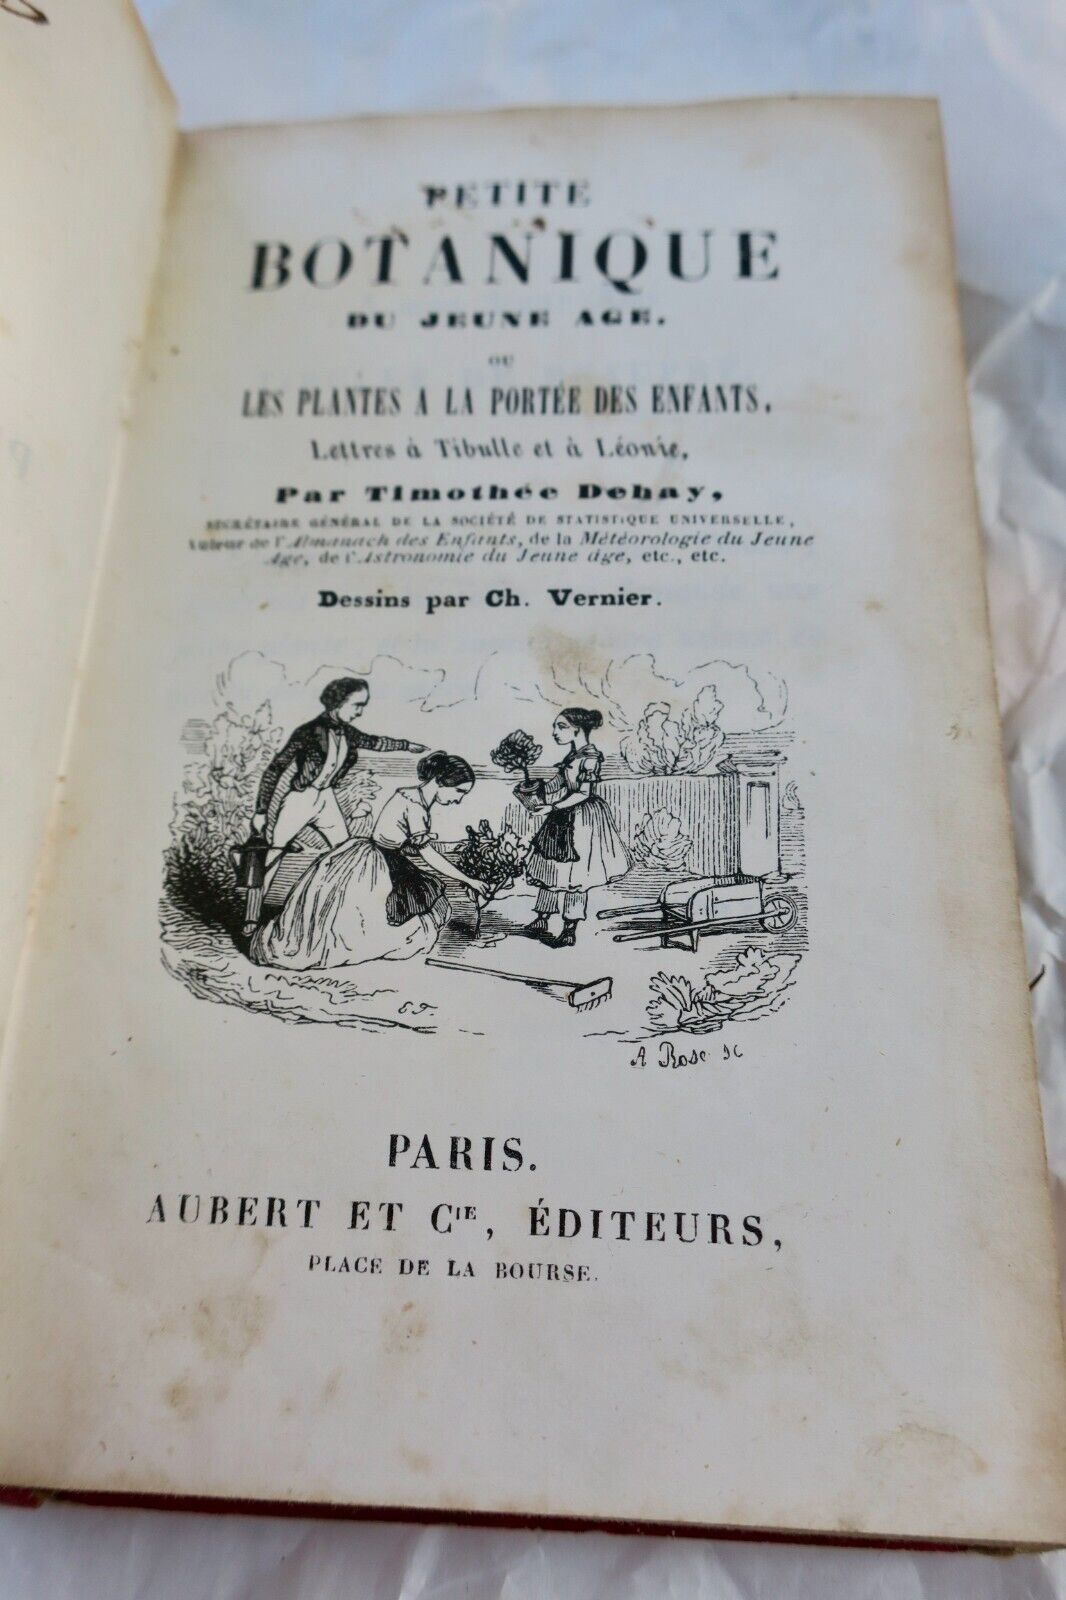 PETITE
BOTANIQUE
DU JEUNE AGE.
OU
LES PLANTES A LA PORTÉE DES ENFANTS,
Lettres à Tibulle et à Léonie,
Par Timothée Dehay,
SECRÉTAIRE GÉNÉRAL DE LA SOCIÉTÉ DE STATISTIQUE UNIVERSELLE,
Auteur de l'Almanach des Enfants, de la Météorologie du Jeune
Age, de l'Astronomie du Jeune âge, etc., etc.
Dessins par Ch. Vernier.
A Rose sc
PARIS.
AUBERT ET CIE, ÉDITEURS,
PLACE DE LA BOURSE.